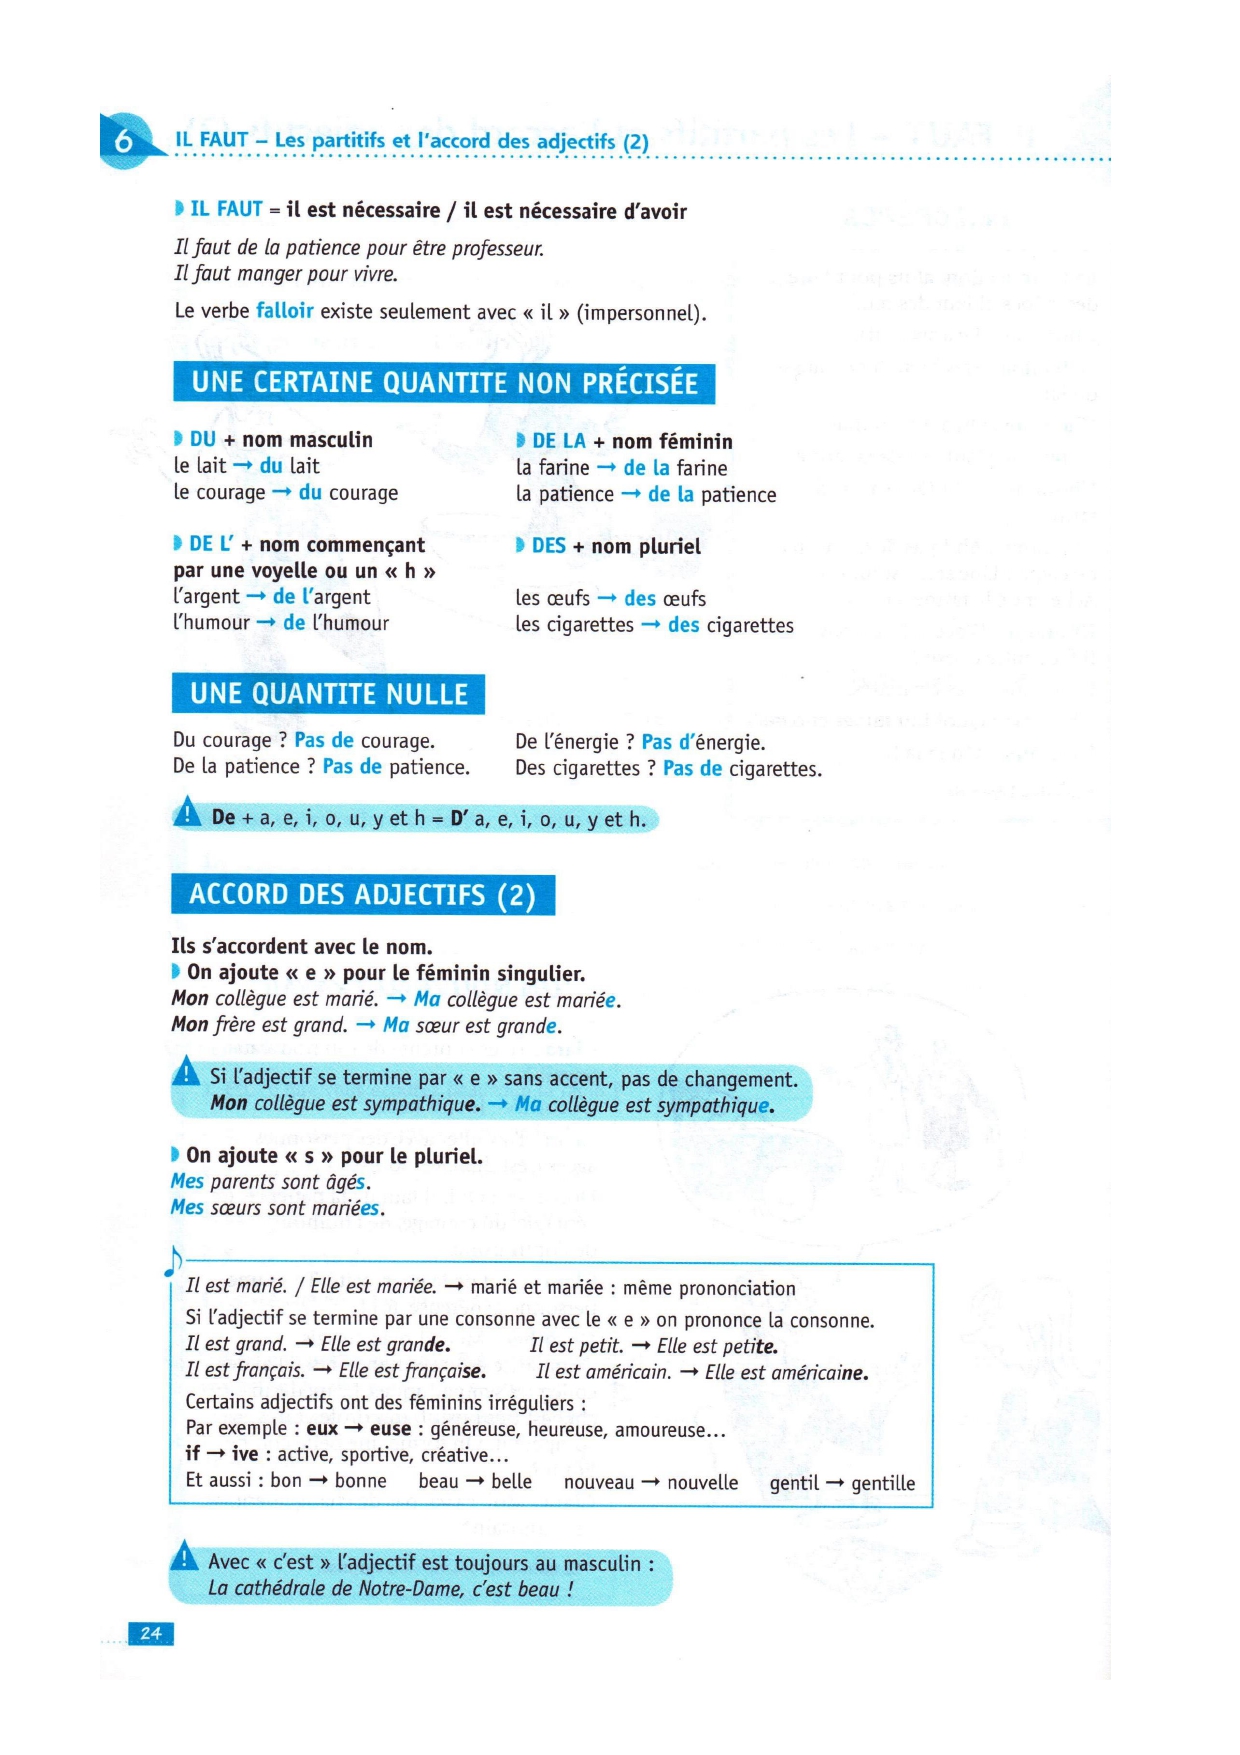 6
IL FAUT – Les partitifs et l'accord des adjectifs (2)
IL FAUT = il est nécessaire / il est nécessaire d'avoir
Il faut de la patience pour être professeur.
Il faut manger pour vivre.
Le verbe falloir existe seulement avec « il » (impersonnel).
UNE CERTAINE QUANTITE NON PRÉCISÉE
DU + nom masculin
le lait → du lait
le courage → du courage
DE LA + nom féminin
la farine → de la farine
la patience → de la patience
DE L' + nom commençant
par une voyelle ou un « h »
l'argent → de l'argent
l'humour → de l'humour
DES + nom pluriel
les œufs → des œufs
les cigarettes → des cigarettes
UNE QUANTITE NULLE
Du courage ? Pas de courage.
De la patience ? Pas de patience.
De l'énergie ? Pas d'énergie.
Des cigarettes ? Pas de cigarettes.
De + a, e, i, o, u, y et h = D' a, e, i, o, u, y et h.
ACCORD DES ADJECTIFS (2)
Ils s'accordent avec le nom.
On ajoute « e » pour le féminin singulier.
Mon collègue est marié. → Ma collègue est mariée.
Mon frère est grand. → Ma sœur est grande.
Si l'adjectif se termine par « e » sans accent, pas de changement.
Mon collègue est sympathique. → Ma collègue est sympathique.
On ajoute « s » pour le pluriel.
Mes parents sont âgés.
Mes sœurs sont mariées.
Il est marié. / Elle est mariée. → marié et mariée : même prononciation
Si l'adjectif se termine par une consonne avec le « e » on prononce la consonne.
Il est grand. → Elle est grande. Il est petit. → Elle est petite.
Il est français. → Elle est française. Il est américain. → Elle est américaine.
Certains adjectifs ont des féminins irréguliers :
Par exemple : eux → euse : généreuse, heureuse, amoureuse...
if → ive : active, sportive, créative...
Et aussi : bon → bonne beau → belle nouveau → nouvelle gentil → gentille
Avec « c'est » l'adjectif est toujours au masculin :
La cathédrale de Notre-Dame, c'est beau !
24